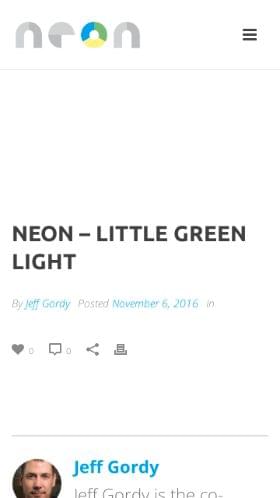 neon
NEON – LITTLE GREEN
LIGHT
By Jeff Gordy Posted November 6, 2016 in
0 0
Jeff Gordy
Jeff Gordy is the co-